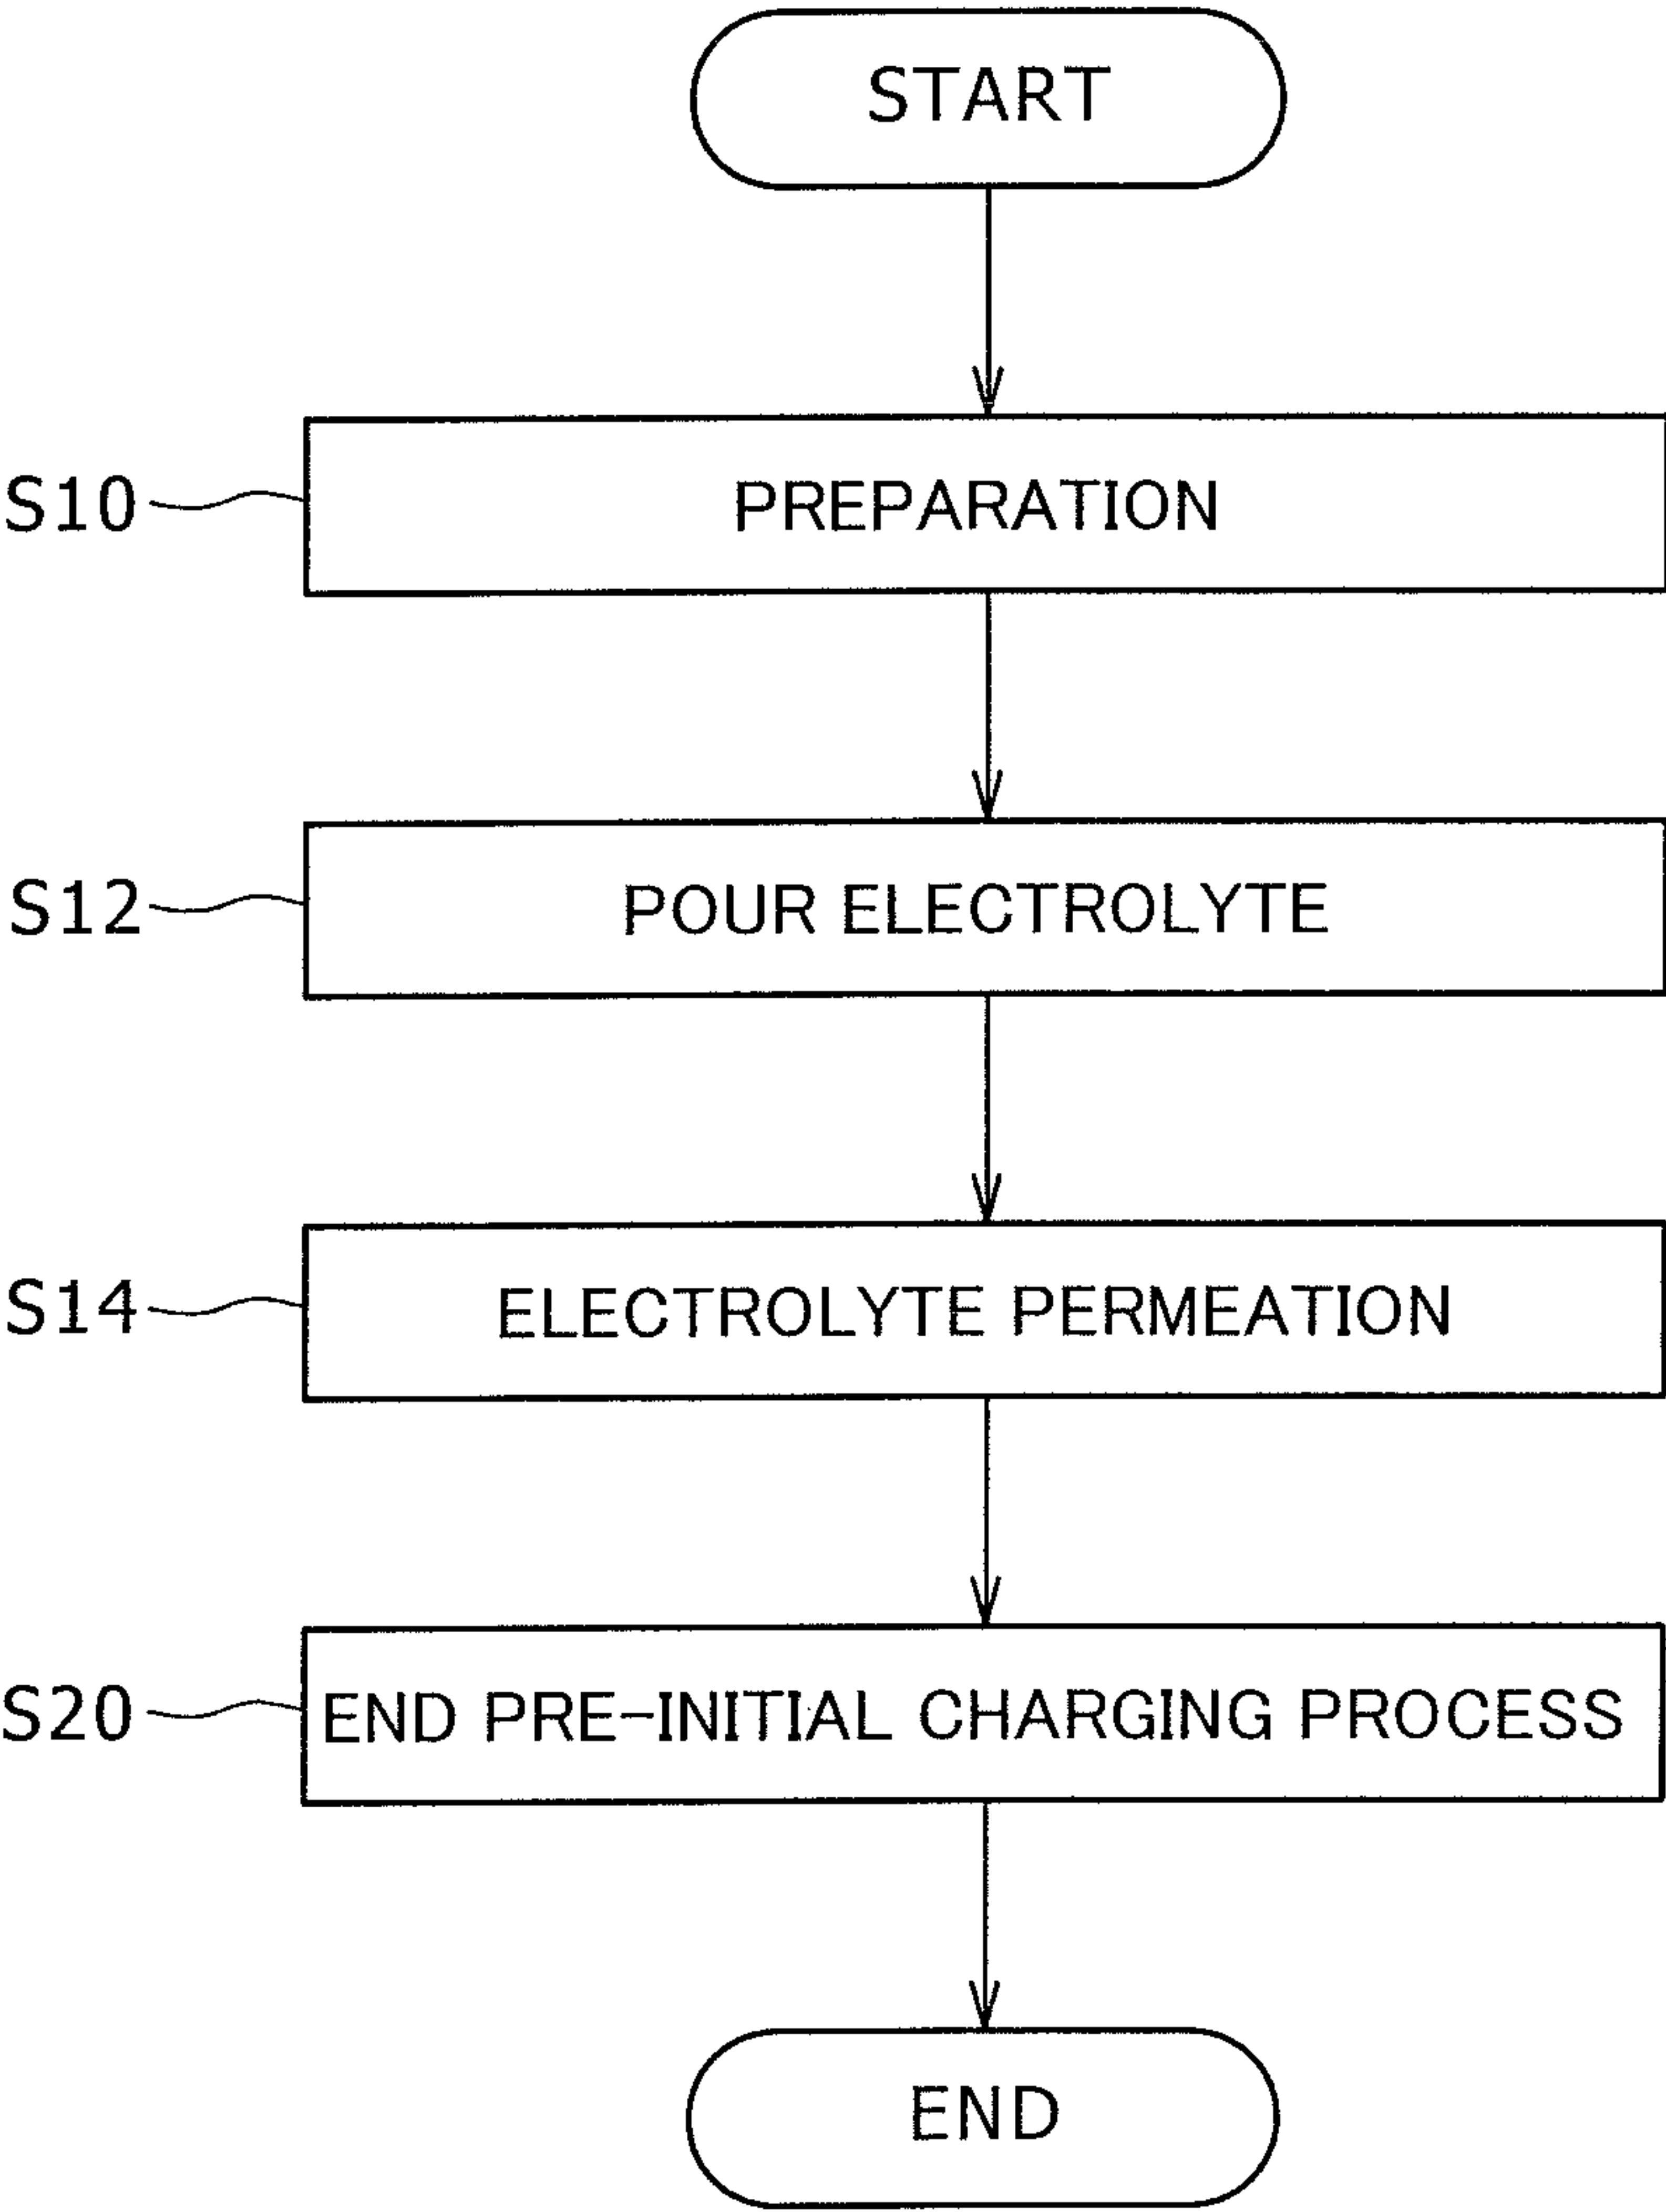 START
S10 PREPARATION
S12 POUR ELECTROLYTE
S14 ELECTROLYTE PERMEATION
S20 END PRE-INITIAL CHARGING PROCESS
END